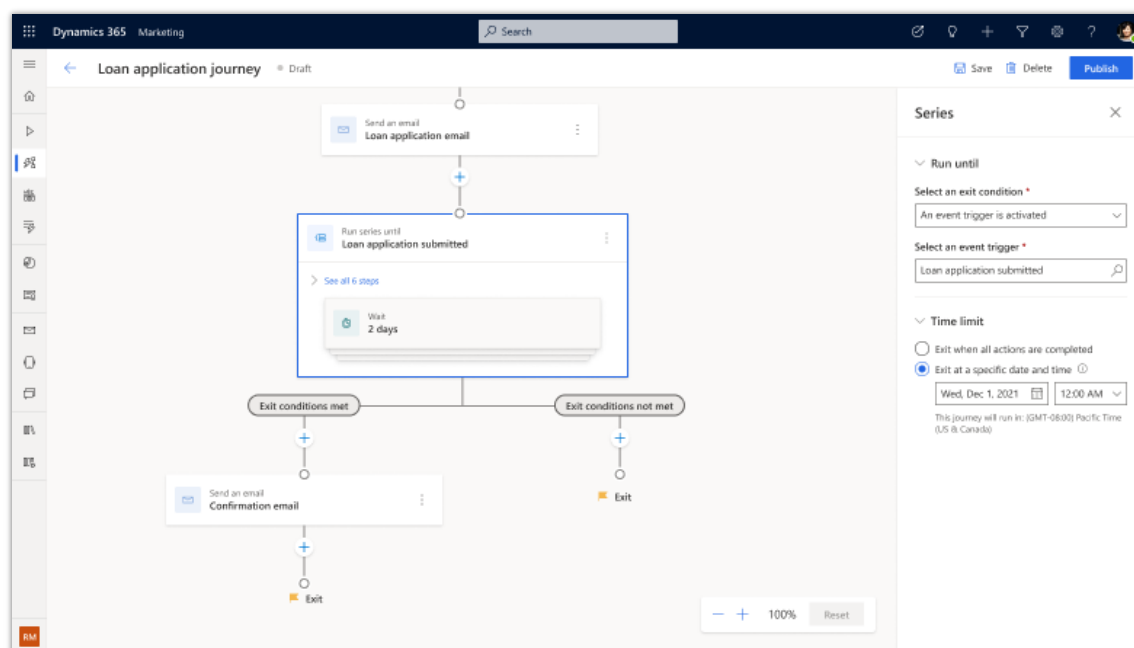 Dynamics 365 Marketing
Search
Loan application journey
Draft
Save
Delete
Publish
Send an email
Loan application email
Run series until
Loan application submitted
See all 6 steps
Wait
2 days
Exit conditions met
Exit conditions not met
Send an email
Confirmation email
Exit
Exit
100%
Reset
RM
Series
Run until
Select an exit condition *
An event trigger is activated
Select an event trigger *
Loan application submitted
Time limit
Exit when all actions are completed
Exit at a specific date and time
Wed, Dec 1, 2021
12:00 AM
This journey will run in: (GMT-08:00) Pacific Time
(US & Canada)